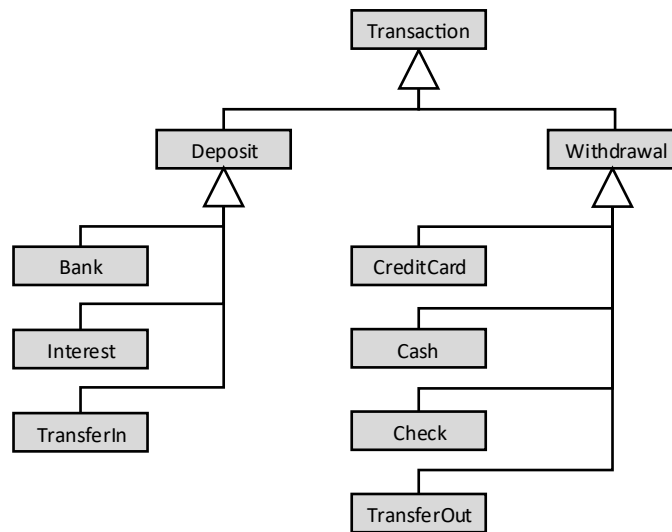 Transaction
Deposit
Withdrawal
Bank
Interest
TransferIn
CreditCard
Cash
Check
TransferOut